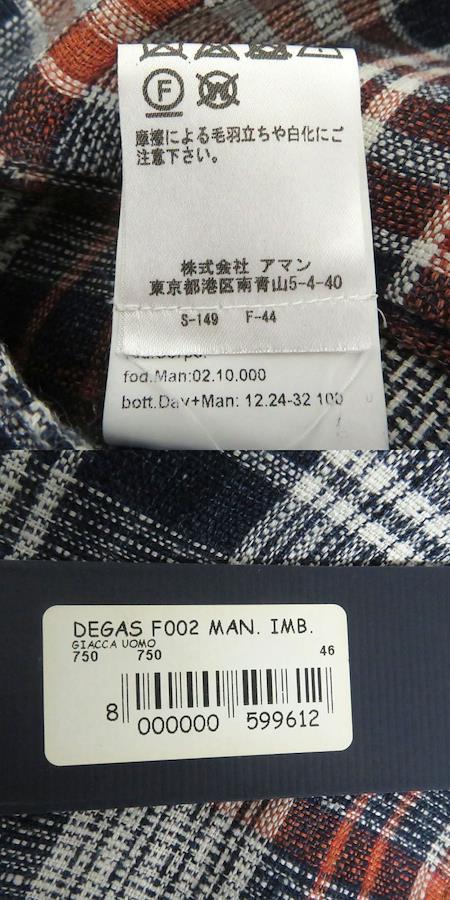 F W
摩擦による毛羽立ちや白化にご
注意下さい。
株式会社 アマン
東京都港区南青山5-4-40
S-149 F-44
fod.Man:02.10.000
bott.Dav+Man: 12.24-32 100
DEGAS F002 MAN. IMB.
GIACCA UOMO
750 750 46
8 000000 599612